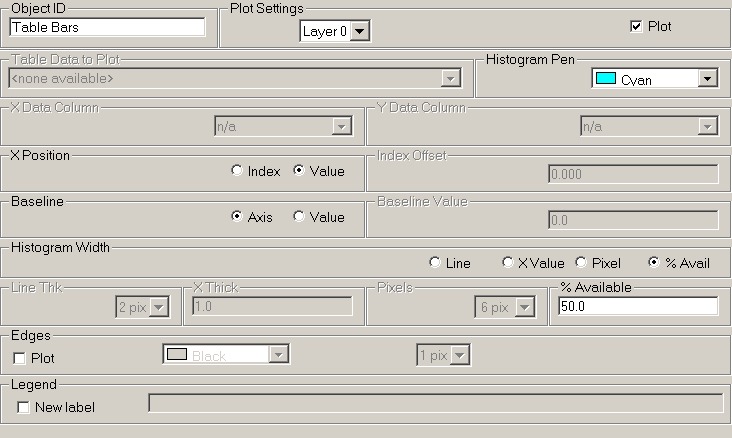 Object ID
Plot Settings
Table Bars
Layer 0
Plot
Table Data to Plot
Histogram Pen
<none available>
Cyan
X Data Column
Y Data Column
n/a
n/a
X Position
Index Offset
Index
Value
0.000
Baseline
Baseline Value
Axis
Value
0.0
Histogram Width
Line
X Value
Pixel
% Avail
Line Thk
X Thick
Pixels
% Available
2 pix
1.0
6 pix
50.0
Edges
Plot
Black
1 pix
Legend
New label